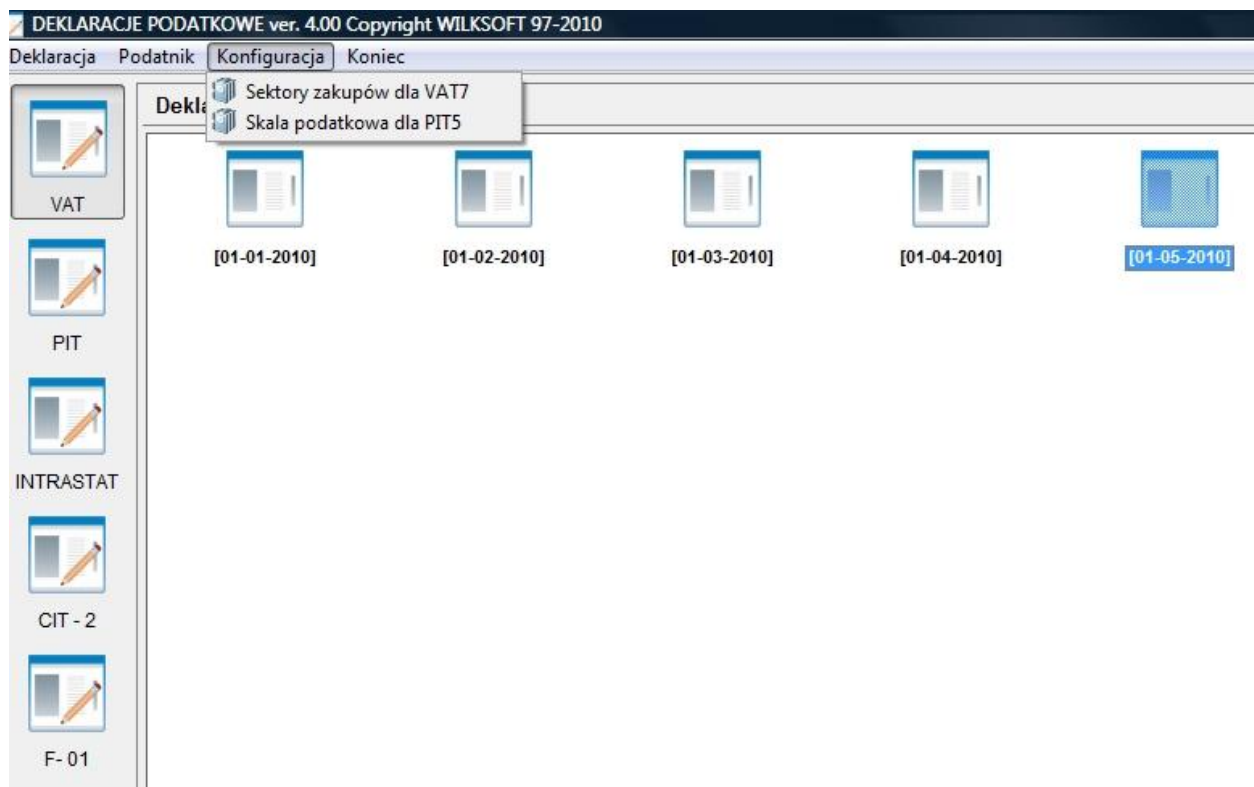 DEKLARACJE PODATKOWE ver. 4.00 Copyright WILKSOFT 97-2010
Deklaracja Podatnik Konfiguracja Koniec
Sektory zakupów dla VAT7
Skala podatkowa dla PIT5
VAT
PIT
INTRASTAT
CIT - 2
F- 01
[01-01-2010] [01-02-2010] [01-03-2010] [01-04-2010] [01-05-2010]